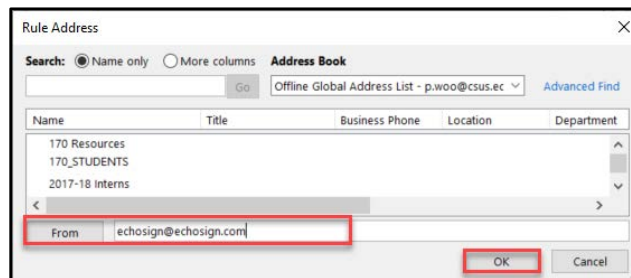 Rule Address
Search: Name only More columns Address Book
Go Offline Global Address List - p.woo@csus.ec Advanced Find
Name Title Business Phone Location Department
170 Resources
170_STUDENTS
2017-18 Interns
From echosign@echosign.com
OK Cancel